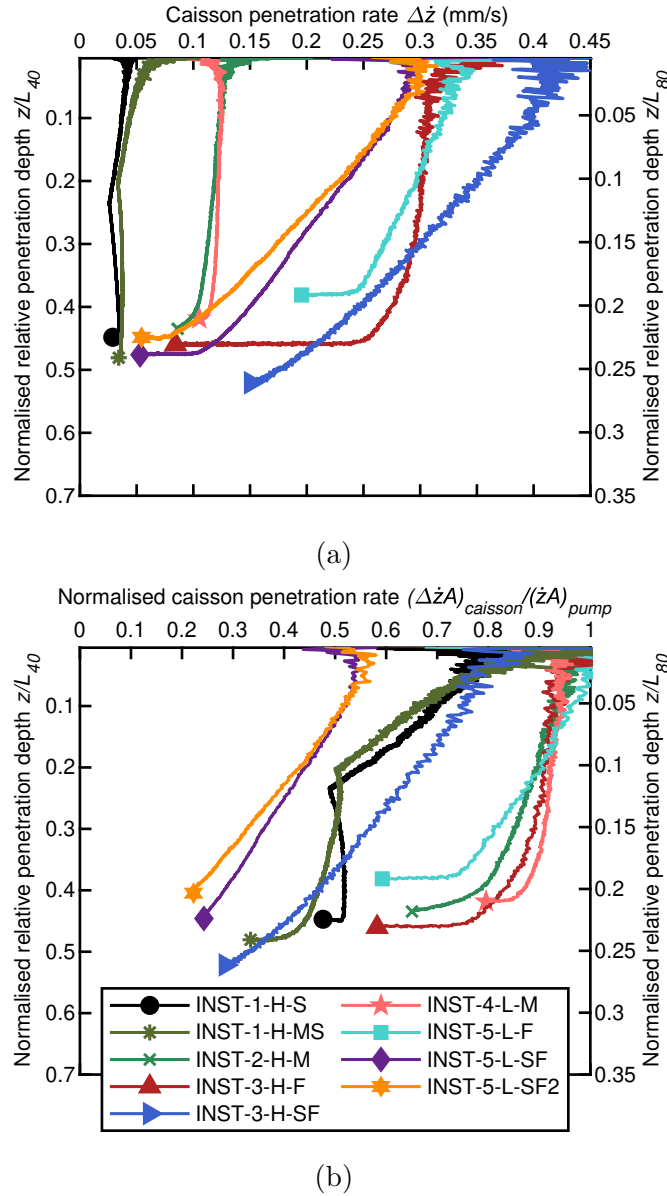 Caisson penetration rate Δż (mm/s)
0 0.05 0.1 0.15 0.2 0.25 0.3 0.35 0.4 0.45
Normalised relative penetration depth z/L40
0.1
0.2
0.3
0.4
0.5
0.6
0.7
Normalised relative penetration depth z/L80
0.05
0.1
0.15
0.2
0.25
0.3
0.35
(a)
Normalised caisson penetration rate (ΔżA)caisson/(żA)pump
0 0.1 0.2 0.3 0.4 0.5 0.6 0.7 0.8 0.9 1
Normalised relative penetration depth z/L40
0.1
0.2
0.3
0.4
0.5
0.6
0.7
Normalised relative penetration depth z/L80
0.05
0.1
0.15
0.2
0.25
0.3
0.35
INST-1-H-S
INST-1-H-MS
INST-2-H-M
INST-3-H-F
INST-3-H-SF
INST-4-L-M
INST-5-L-F
INST-5-L-SF
INST-5-L-SF2
(b)